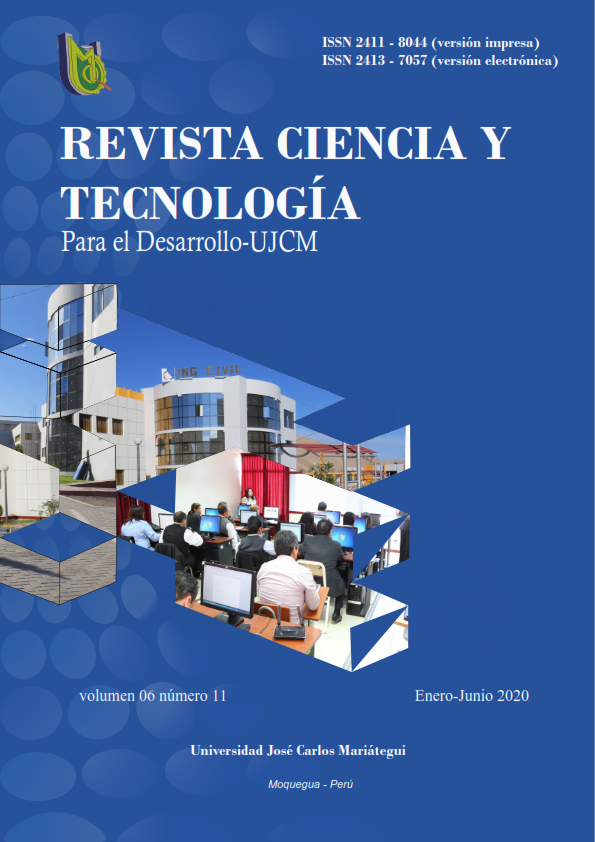 ISSN 2411 - 8044 (versión impresa)
ISSN 2413 - 7057 (versión electrónica)
REVISTA CIENCIA Y
TECNOLOGÍA
Para el Desarrollo-UJCM
ING CIVIL
volumen 06 número 11
Enero-Junio 2020
Universidad José Carlos Mariátegui
Moquegua - Perú